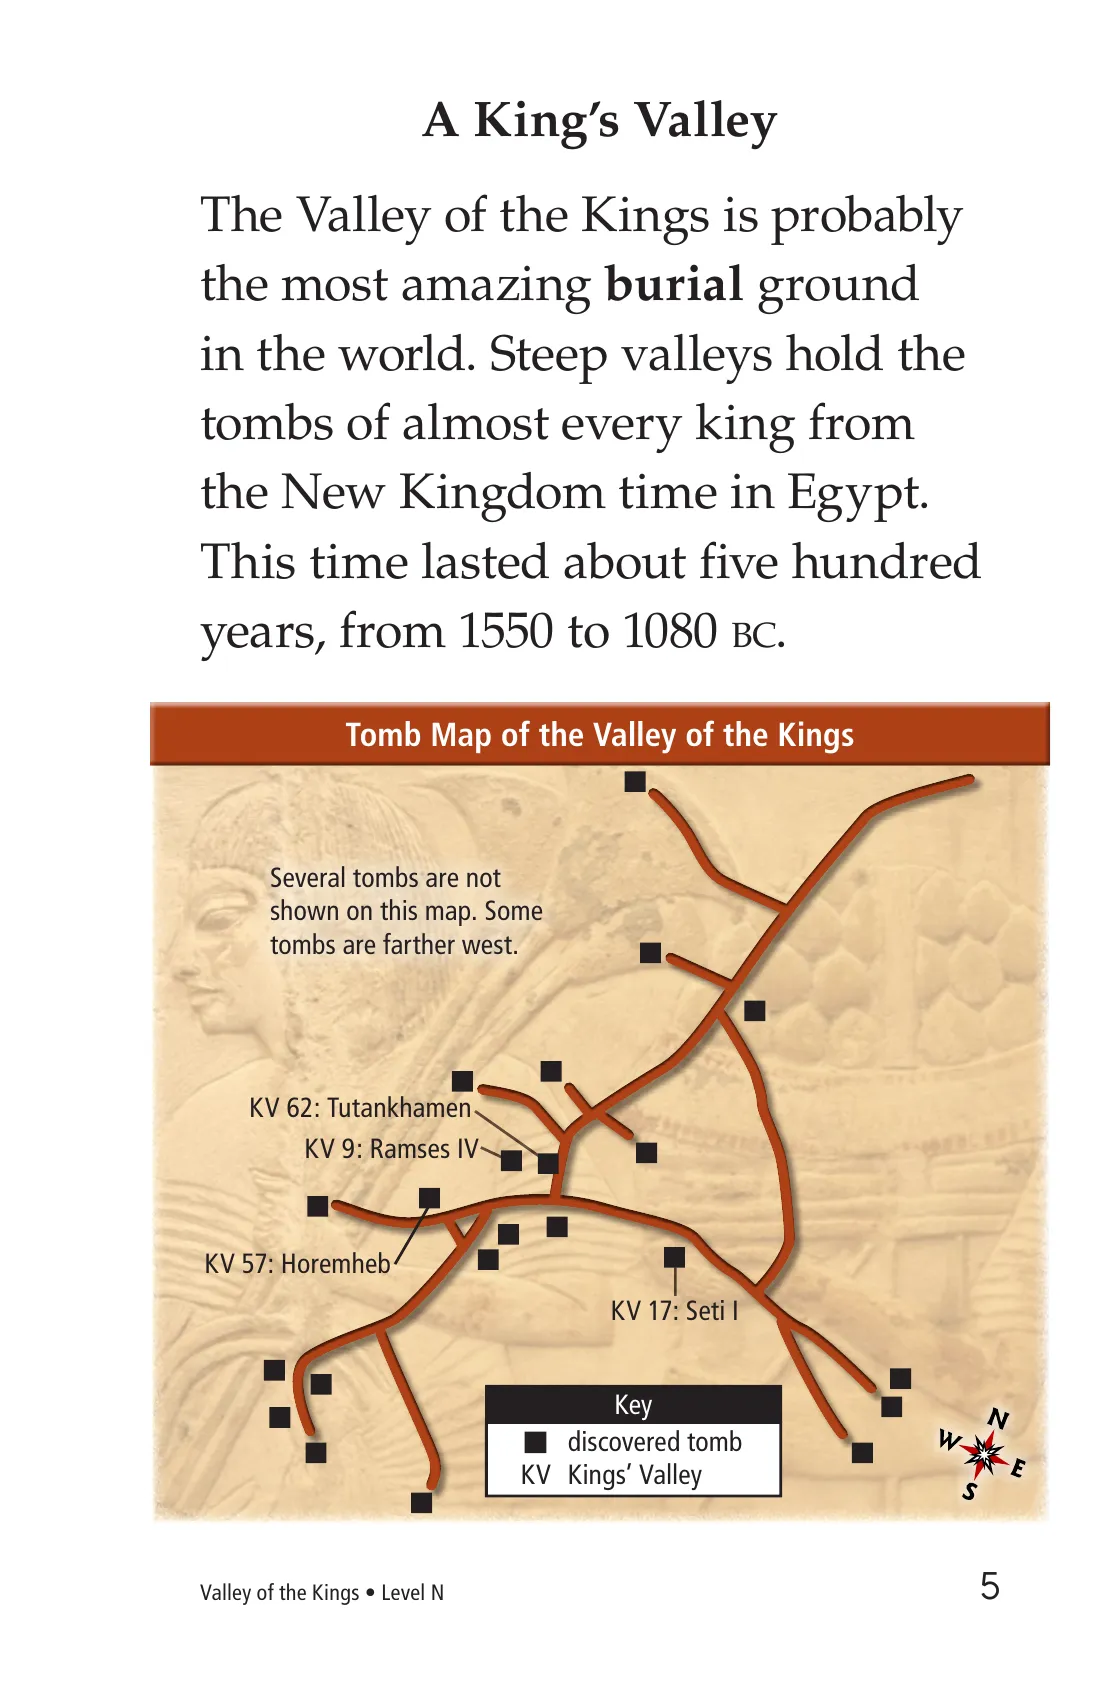 A King’s Valley
The Valley of the Kings is probably
the most amazing burial ground
in the world. Steep valleys hold the
tombs of almost every king from
the New Kingdom time in Egypt.
This time lasted about five hundred
years, from 1550 to 1080 BC.
Tomb Map of the Valley of the Kings
Several tombs are not
shown on this map. Some
tombs are farther west.
KV 62: Tutankhamen
KV 9: Ramses IV
KV 57: Horemheb
KV 17: Seti I
Key
discovered tomb
KV Kings’ Valley
N
W
E
S
Valley of the Kings • Level N
5